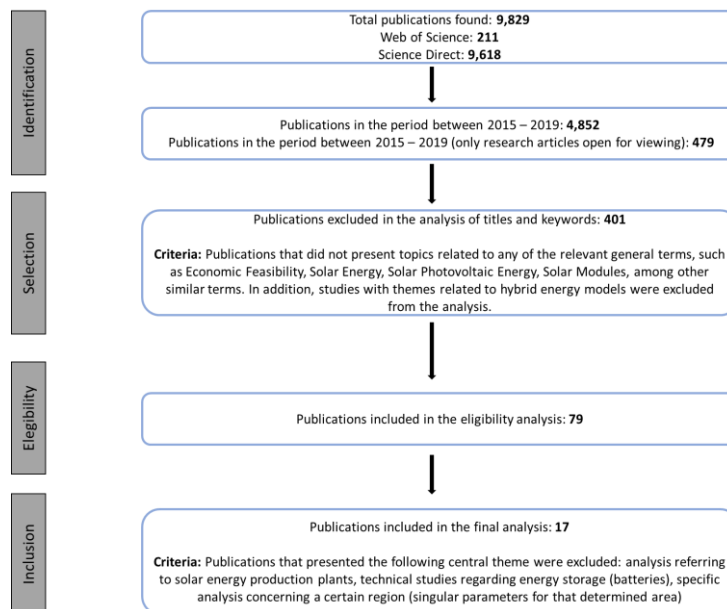 Identification
Total publications found: 9,829
Web of Science: 211
Science Direct: 9,618
Publications in the period between 2015 – 2019: 4,852
Publications in the period between 2015 – 2019 (only research articles open for viewing): 479
Selection
Publications excluded in the analysis of titles and keywords: 401
Criteria: Publications that did not present topics related to any of the relevant general terms, such
as Economic Feasibility, Solar Energy, Solar Photovoltaic Energy, Solar Modules, among other
similar terms. In addition, studies with themes related to hybrid energy models were excluded
from the analysis.
Elegibility
Publications included in the eligibility analysis: 79
Inclusion
Publications included in the final analysis: 17
Criteria: Publications that presented the following central theme were excluded: analysis referring
to solar energy production plants, technical studies regarding energy storage (batteries), specific
analysis concerning a certain region (singular parameters for that determined area)